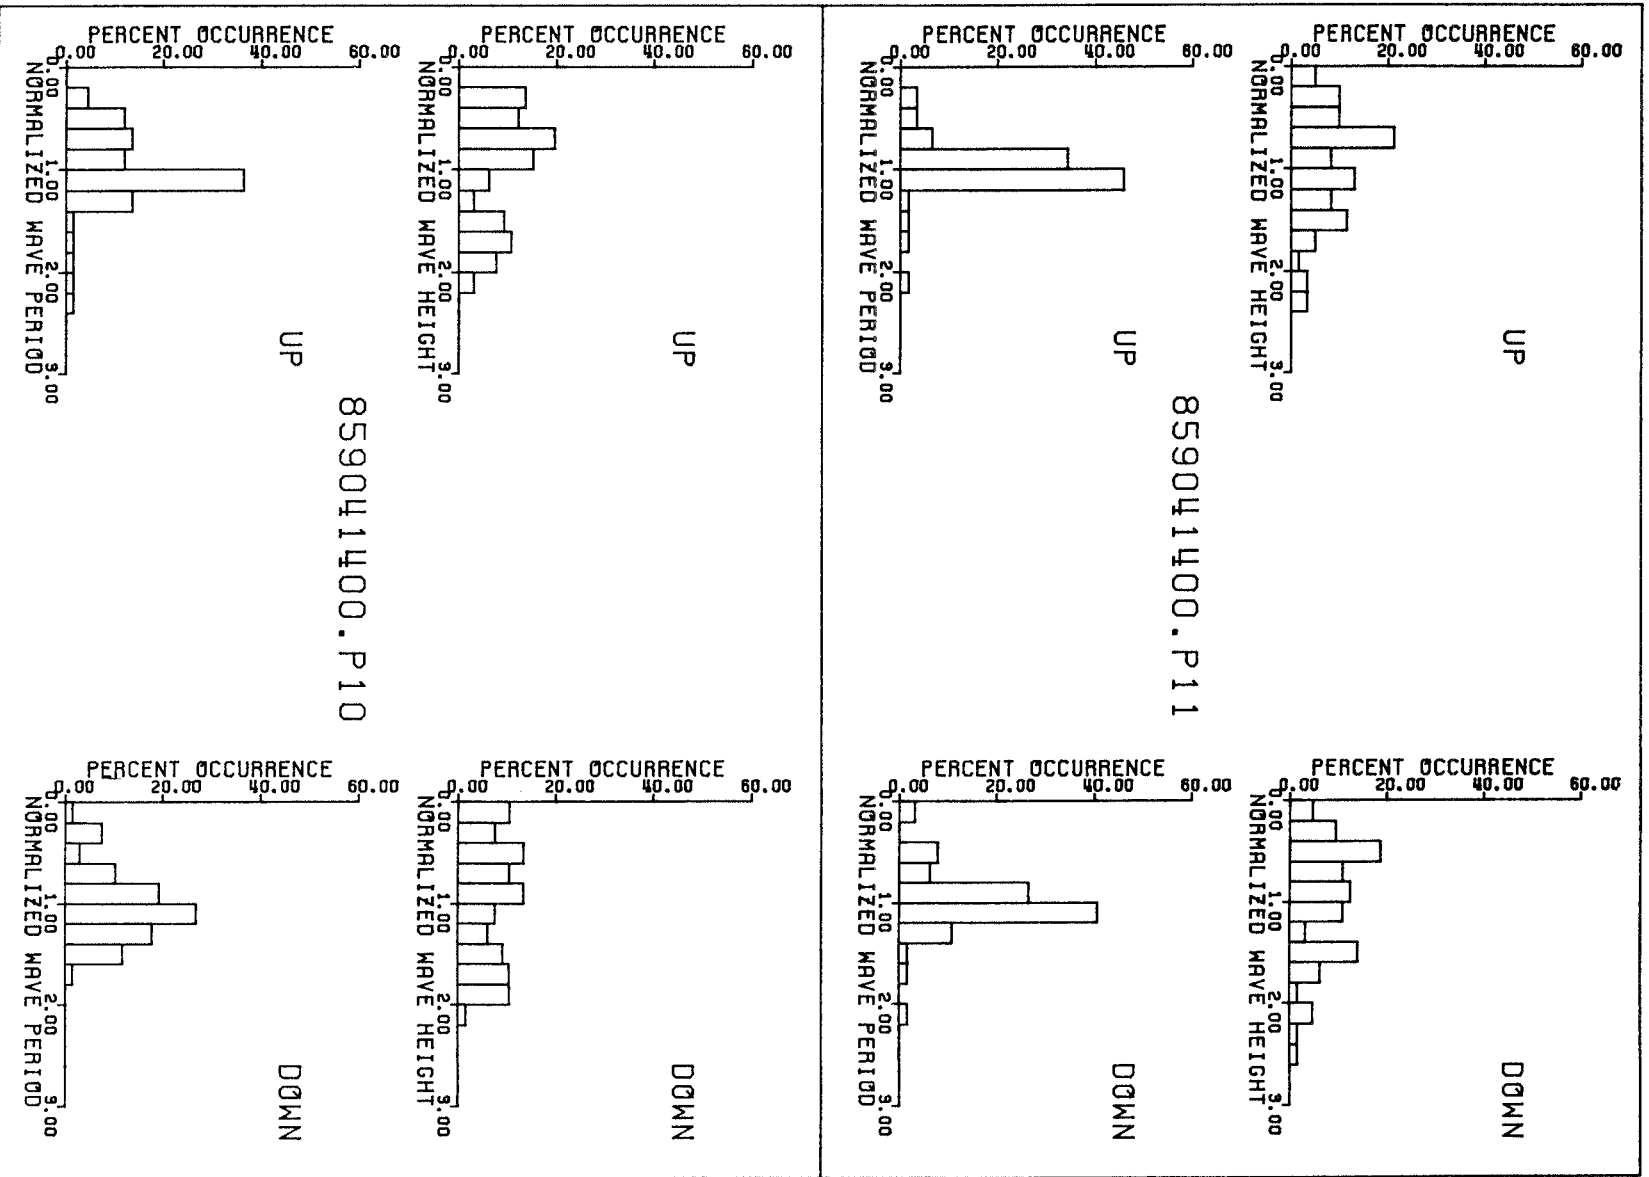 PERCENT OCCURRENCE
0.00 20.00 40.00 60.00
0.00 1.00 2.00 3.00
NORMALIZED WAVE PERIOD
UP
PERCENT OCCURRENCE
0.00 20.00 40.00 60.00
0.00 1.00 2.00 3.00
NORMALIZED WAVE HEIGHT
UP
859041400.P10
PERCENT OCCURRENCE
0.00 20.00 40.00 60.00
0.00 1.00 2.00 3.00
NORMALIZED WAVE PERIOD
DOWN
PERCENT OCCURRENCE
0.00 20.00 40.00 60.00
0.00 1.00 2.00 3.00
NORMALIZED WAVE HEIGHT
DOWN
PERCENT OCCURRENCE
0.00 20.00 40.00 60.00
0.00 1.00 2.00 3.00
NORMALIZED WAVE PERIOD
UP
PERCENT OCCURRENCE
0.00 20.00 40.00 60.00
0.00 1.00 2.00 3.00
NORMALIZED WAVE HEIGHT
UP
859041400.P11
PERCENT OCCURRENCE
0.00 20.00 40.00 60.00
0.00 1.00 2.00 3.00
NORMALIZED WAVE PERIOD
DOWN
PERCENT OCCURRENCE
0.00 20.00 40.00 60.00
0.00 1.00 2.00 3.00
NORMALIZED WAVE HEIGHT
DOWN